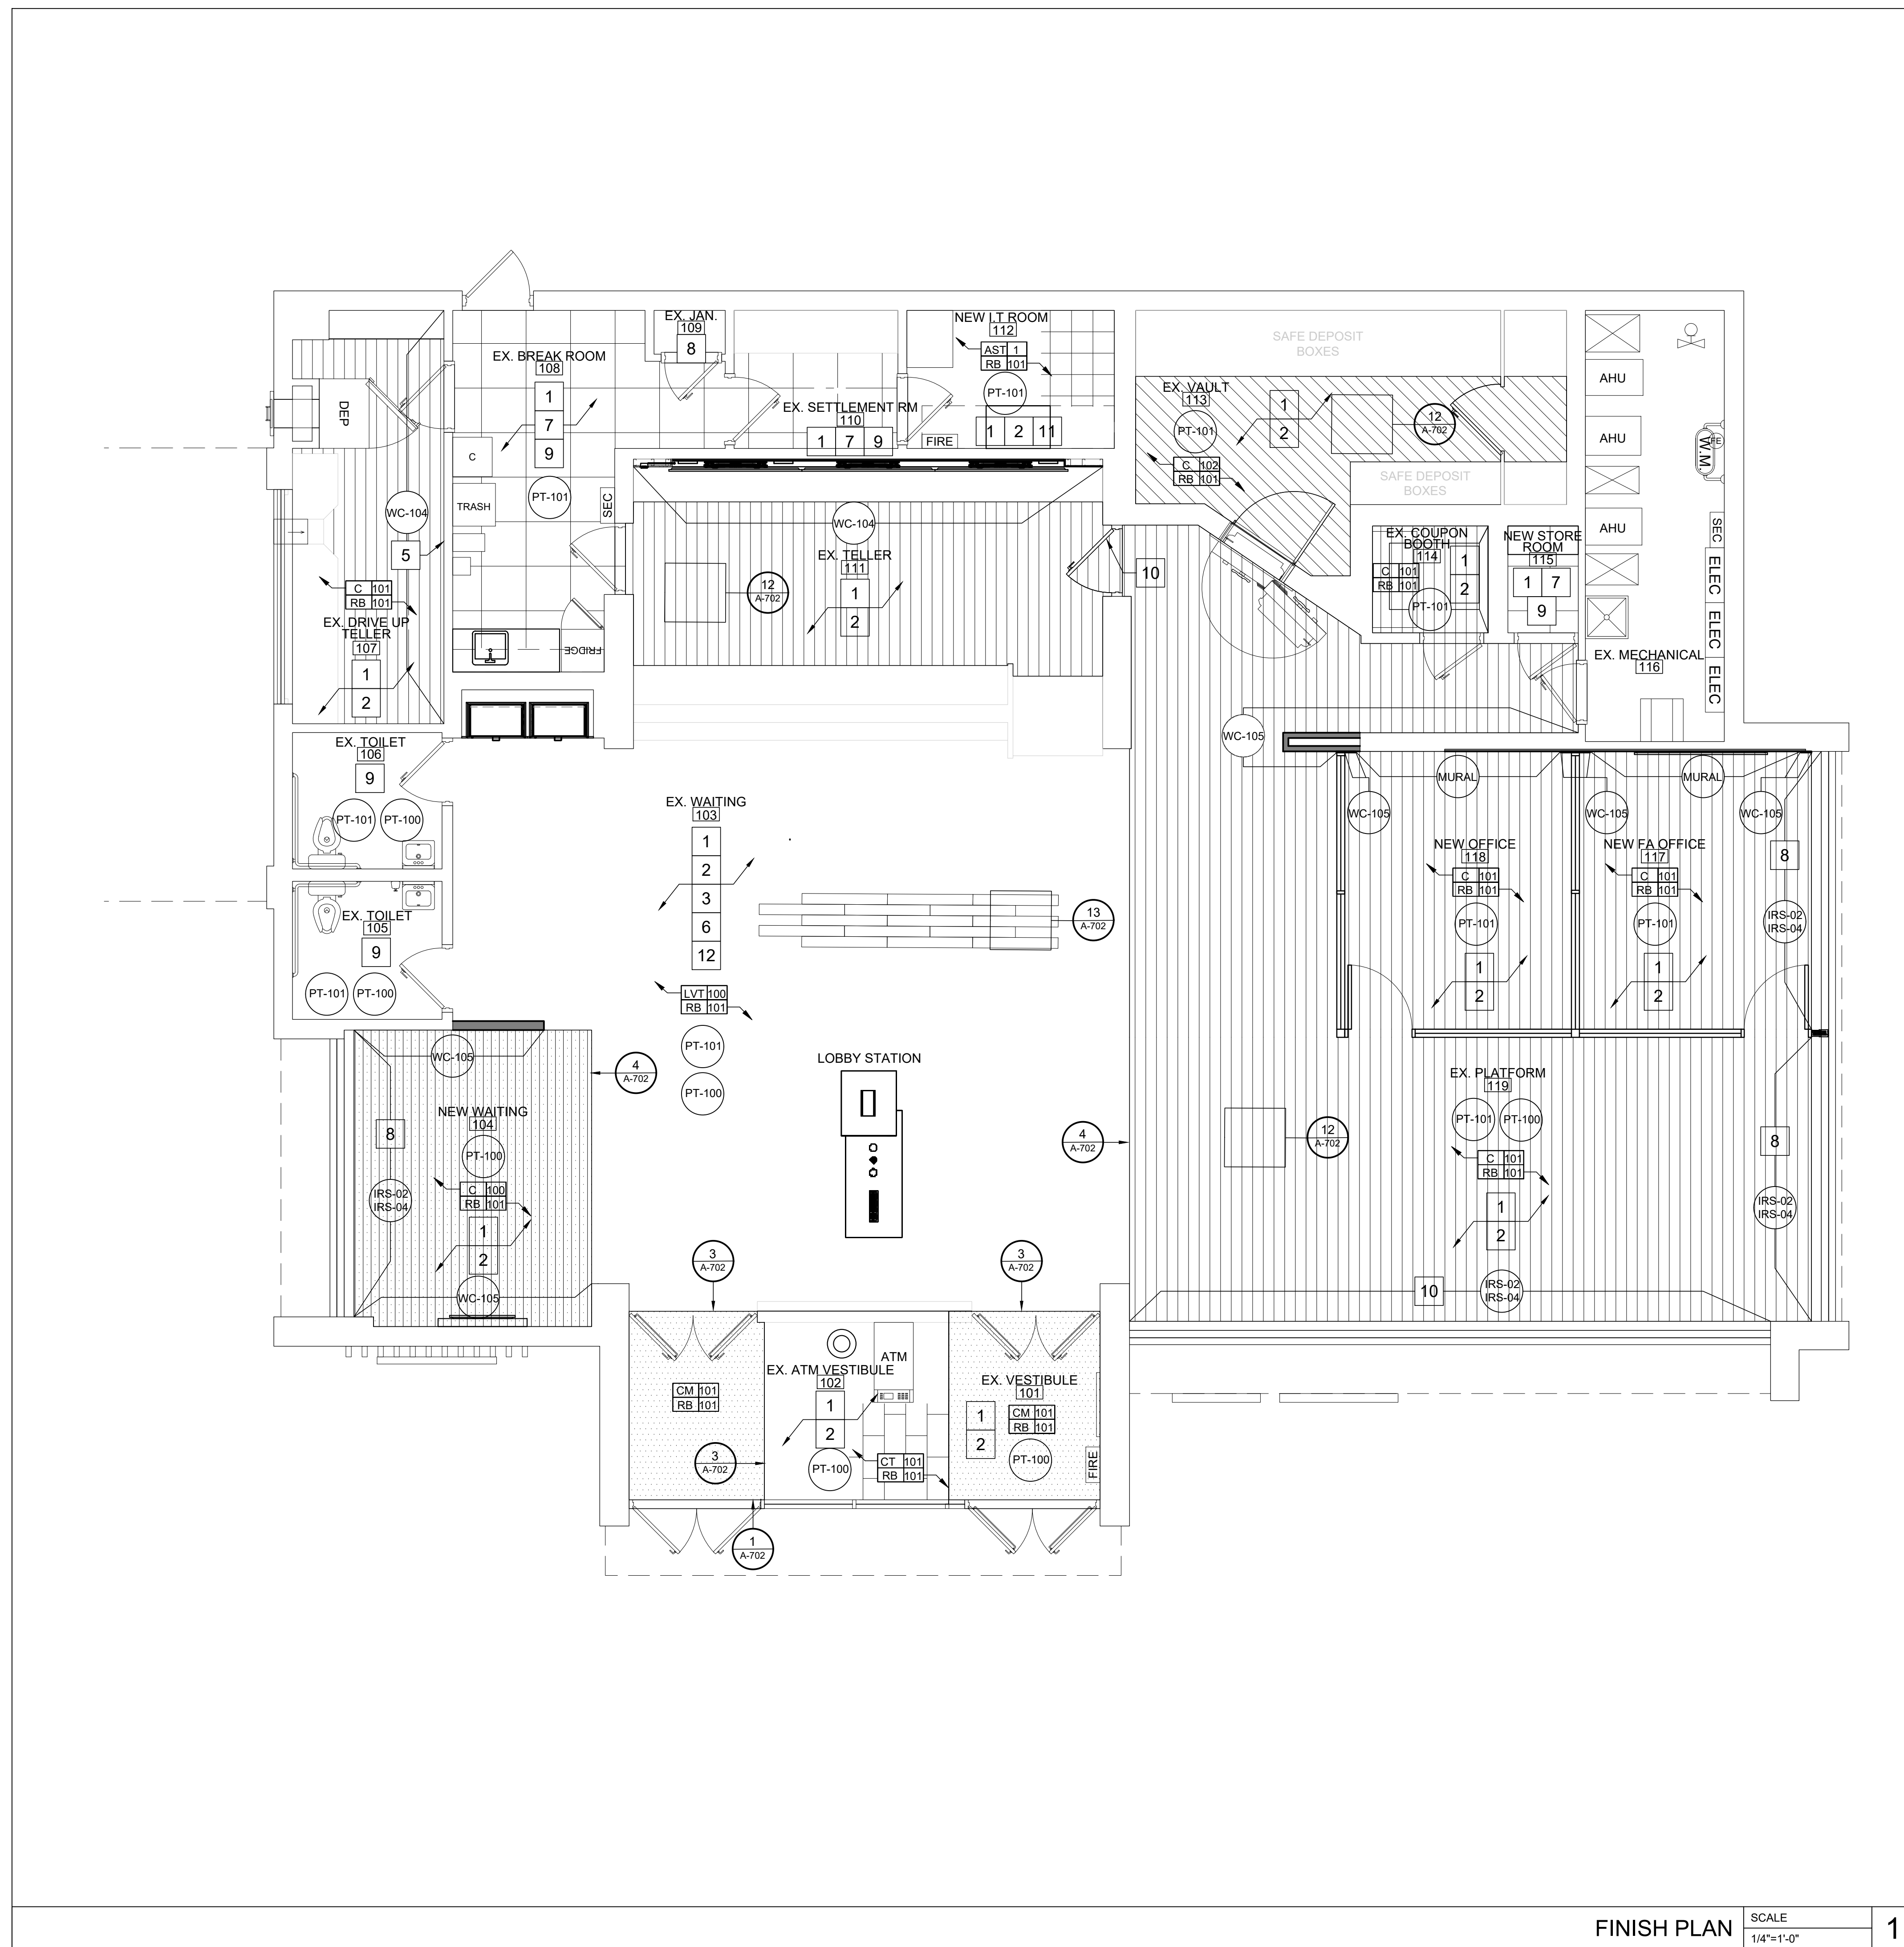 EX. JAN.
109
8
NEW I.T ROOM
112
AST 1
RB 101
PT-101
1 2 11
FIRE
SAFE DEPOSIT
BOXES
EX. BREAK ROOM
108
1
7
9
PT-101
SEC
C
TRASH
FRIDGE
DEP
EX. SETTLEMENT RM
110
1 7 9
EX. VAULT
113
PT-101
1
2
C 102
RB 101
12
A-702
SAFE DEPOSIT
BOXES
AHU
AHU
AHU
W.M.
FE
SEC
ELEC
ELEC
ELEC
WC-104
5
C 101
RB 101
EX. DRIVE UP
TELLER
107
1
2
WC-104
EX. TELLER
111
1
2
12
A-702
10
EX. COUPON
BOOTH
114
C 101
RB 101
1
2
PT-101
NEW STORE
ROOM
115
1 7
9
EX. MECHANICAL
116
EX. TOILET
106
9
PT-101 PT-100
EX. TOILET
105
9
PT-101 PT-100
EX. WAITING
103
1
2
3
6
12
LVT 100
RB 101
PT-101
PT-100
13
A-702
WC-105
MURAL
MURAL
WC-105
WC-105
WC-105
NEW OFFICE
118
C 101
RB 101
PT-101
1
2
NEW FA OFFICE
117
C 101
RB 101
PT-101
1
2
8
IRS-02
IRS-04
WC-105
4
A-702
NEW WAITING
104
8
PT-100
C 100
RB 101
IRS-02
IRS-04
1
2
WC-105
LOBBY STATION
4
A-702
EX. PLATFORM
119
PT-101 PT-100
C 101
RB 101
1
2
12
A-702
8
IRS-02
IRS-04
10
IRS-02
IRS-04
3
A-702
3
A-702
CM 101
RB 101
3
A-702
EX. ATM VESTIBULE
102
ATM
1
2
PT-100
CT 101
RB 101
EX. VESTIBULE
101
CM 101
RB 101
1
2
PT-100
FIRE
1
A-702
FINISH PLAN
SCALE
1/4"=1'-0"
1